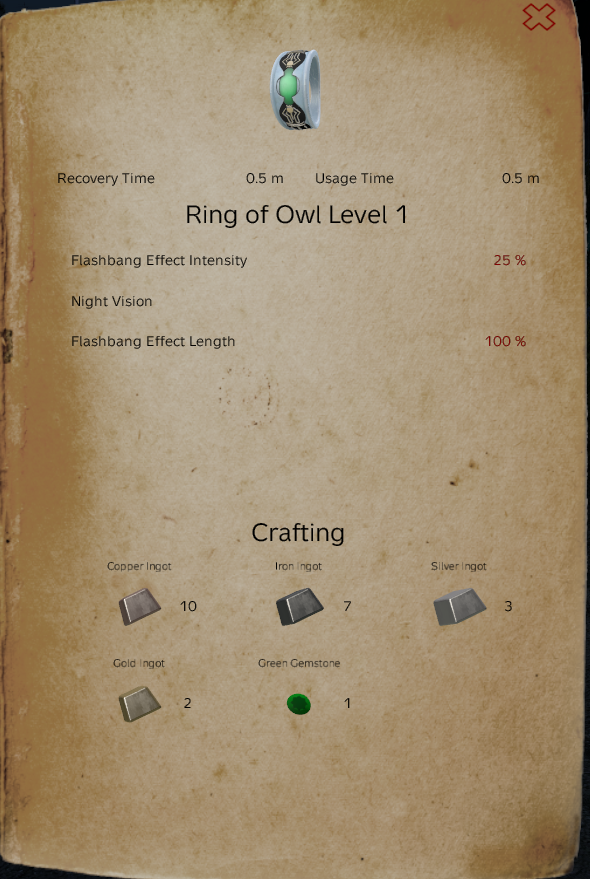 Recovery Time 0.5 m Usage Time 0.5 m
Ring of Owl Level 1
Flashbang Effect Intensity 25 %
Night Vision
Flashbang Effect Length 100 %
Crafting
Copper Ingot Iron Ingot Silver Ingot
10 7 3
Gold Ingot Green Gemstone
2 1